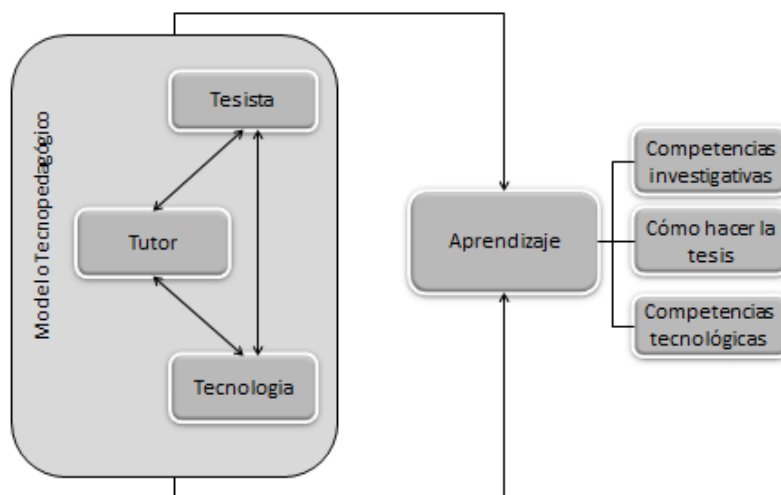 Modelo Tecnopedagógico
Tesista
Tutor
Tecnologia
Aprendizaje
Competencias
investigativas
Cómo hacer la
tesis
Competencias
tecnológicas